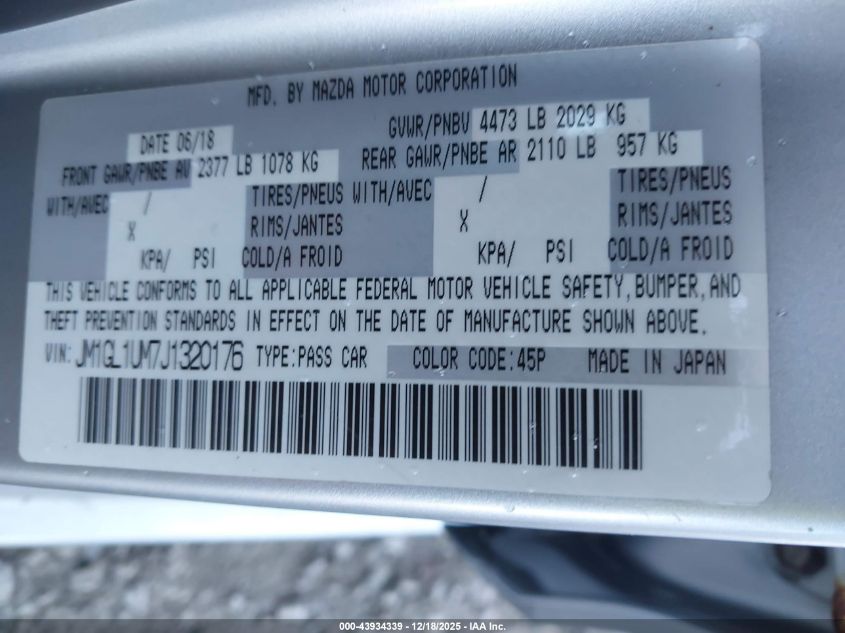 MFD. BY MAZDA MOTOR CORPORATION
DATE 06/18 GVWR/PNBV 4473 LB 2029 KG
FRONT GAWR/PNBE AV 2377 LB 1078 KG REAR GAWR/PNBE AR 2110 LB 957 KG
WITH/AVEC / TIRES/PNEUS WITH/AVEC / TIRES/PNEUS
X RIMS/JANTES X RIMS/JANTES
KPA/ PSI COLD/A FROID KPA/ PSI COLD/A FROID
THIS VEHICLE CONFORMS TO ALL APPLICABLE FEDERAL MOTOR VEHICLE SAFETY, BUMPER, AND
THEFT PREVENTION STANDARDS IN EFFECT ON THE DATE OF MANUFACTURE SHOWN ABOVE.
VIN: JM1GL1UM7J1320176 TYPE:PASS CAR COLOR CODE:45P MADE IN JAPAN
000-43934339 - 12/18/2025 - IAA Inc.